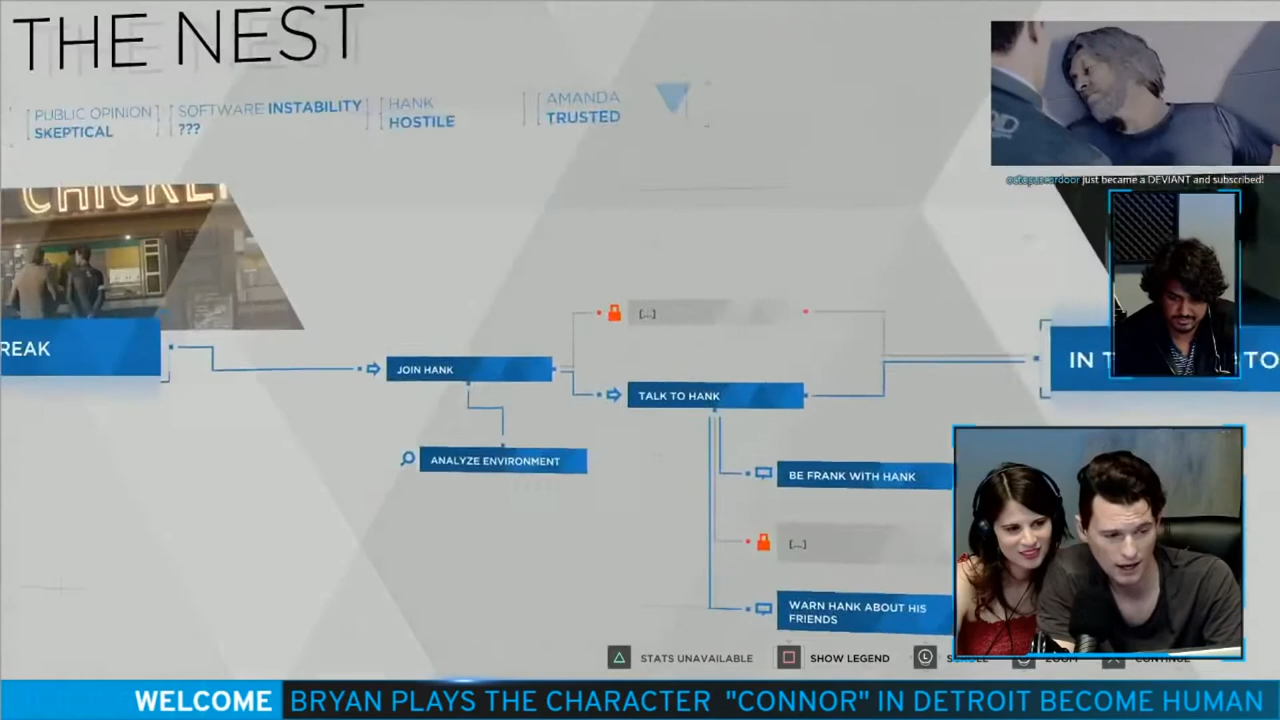 THE NEST
PUBLIC OPINION
SKEPTICAL
SOFTWARE INSTABILITY
???
HANK
HOSTILE
AMANDA
TRUSTED
octopuscardoor just became a DEVIANT and subscribed!
REAK
JOIN HANK
ANALYZE ENVIRONMENT
[...]
TALK TO HANK
IN T
TO
BE FRANK WITH HANK
[...]
WARN HANK ABOUT HIS
FRIENDS
STATS UNAVAILABLE
SHOW LEGEND
WELCOME
BRYAN PLAYS THE CHARACTER "CONNOR" IN DETROIT BECOME HUMAN